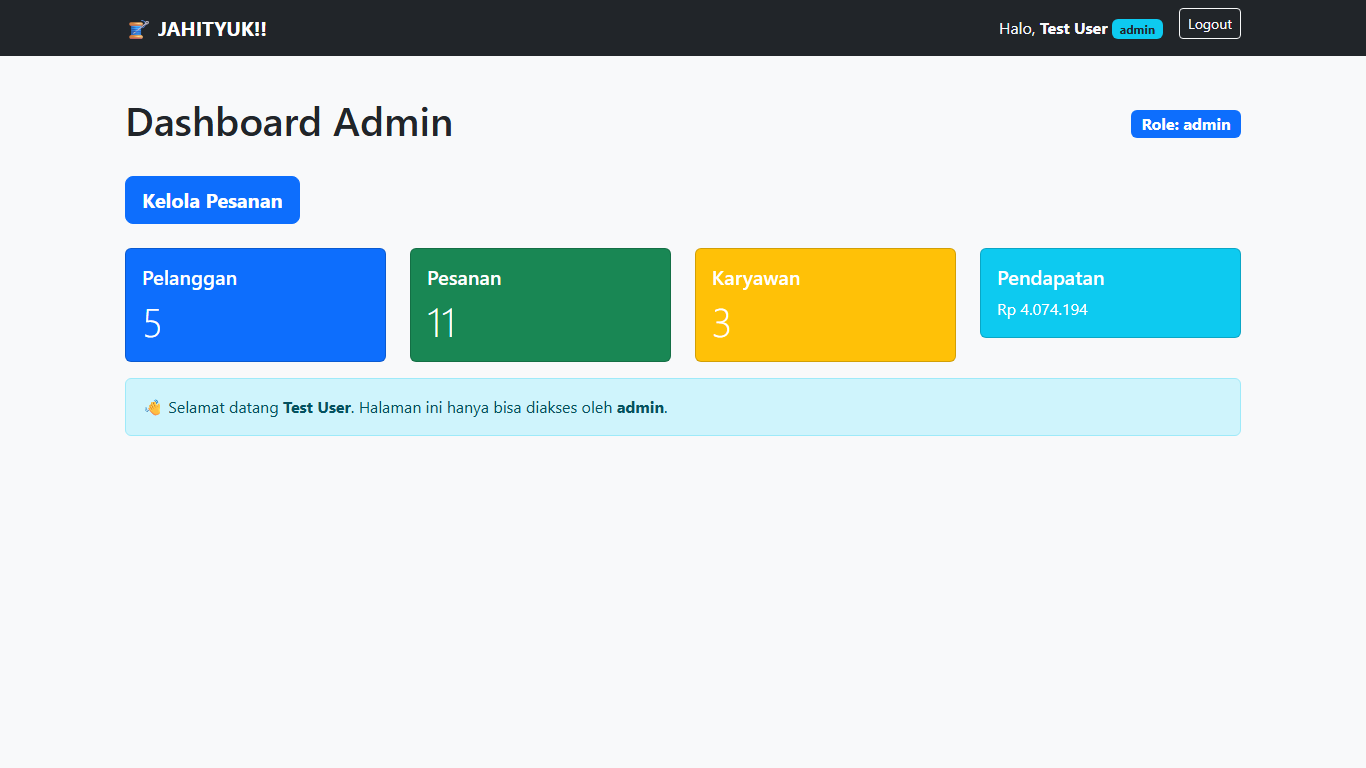 JAHITYUK!!
Halo, Test User admin
Logout
Dashboard Admin
Role: admin
Kelola Pesanan
Pelanggan
5
Pesanan
11
Karyawan
3
Pendapatan
Rp 4.074.194
👋 Selamat datang Test User. Halaman ini hanya bisa diakses oleh admin.